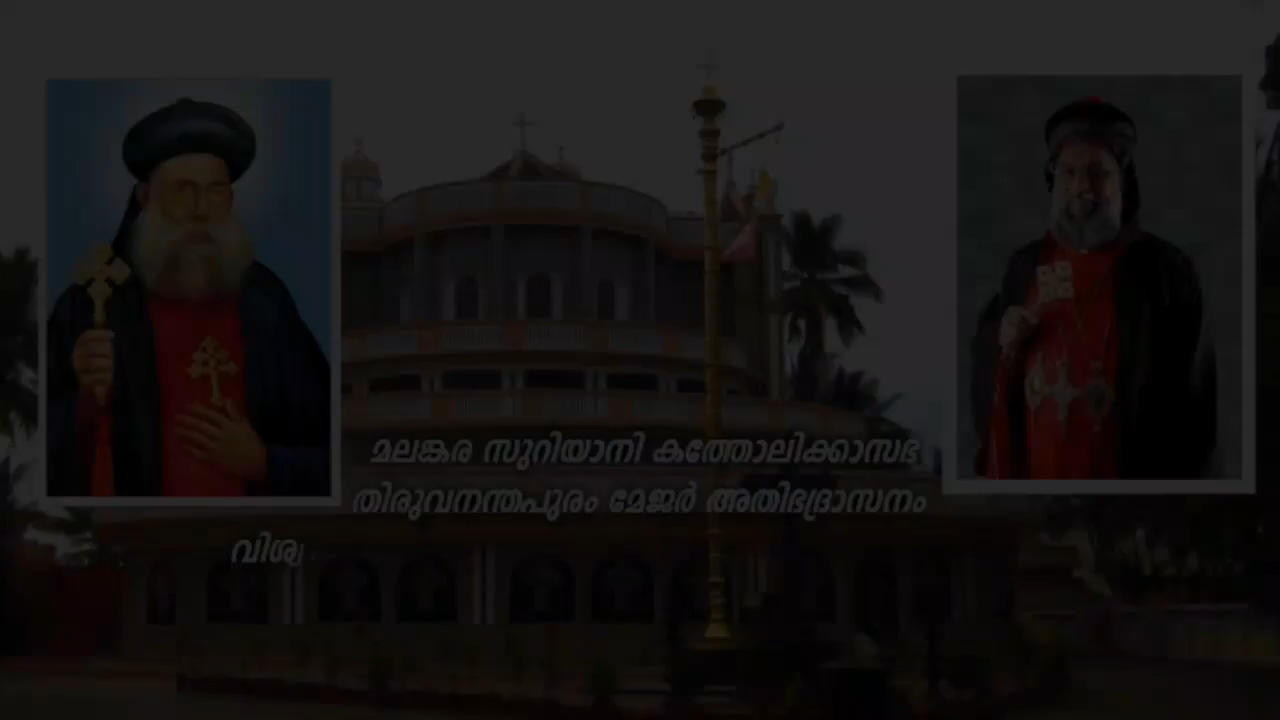 മലങ്കര സുറിയാനി കത്തോലിക്കാസഭ
തിരുവനന്തപുരം മേജർ അതിഭദ്രാസനം
വിശ്വ